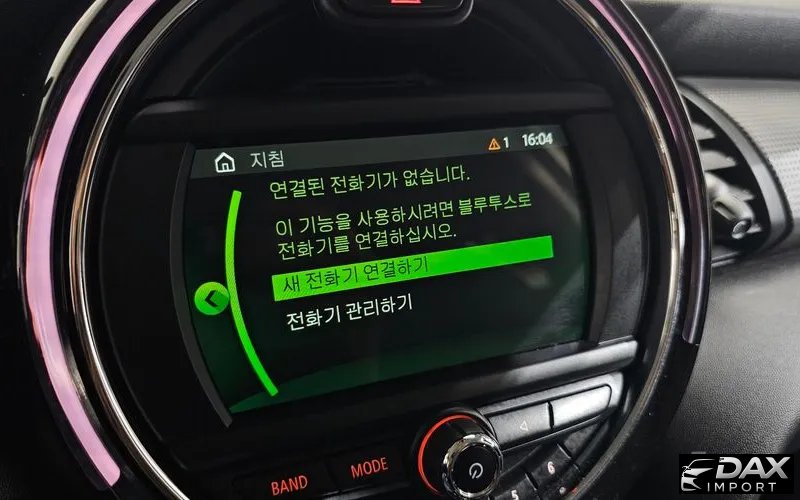 지침
1 16:04
연결된 전화기가 없습니다.
이 기능을 사용하시려면 블루투스로
전화기를 연결하십시오.
새 전화기 연결하기
전화기 관리하기
BAND
MODE
5
6
DAX
IMPORT